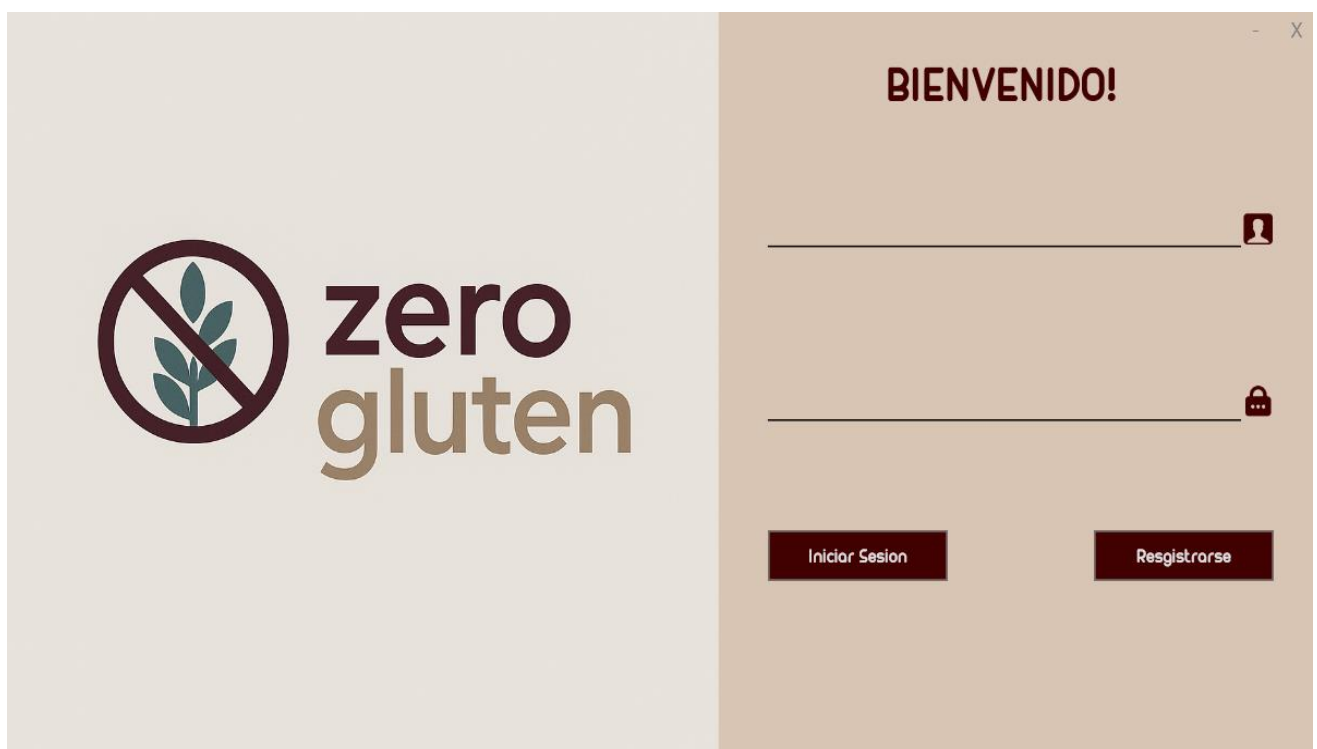 zero
gluten
- X
BIENVENIDO!
Iniciar Sesion
Resgistrarse